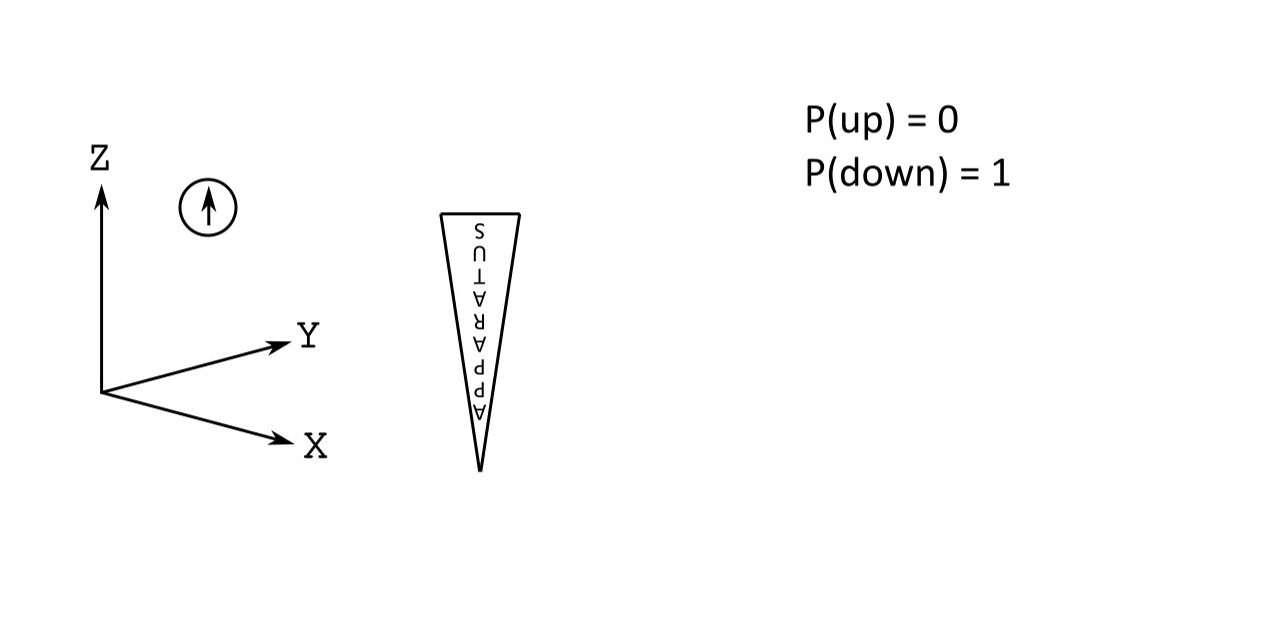 P(up) = 0
P(down) = 1
Z
Y
X
APPARATUS